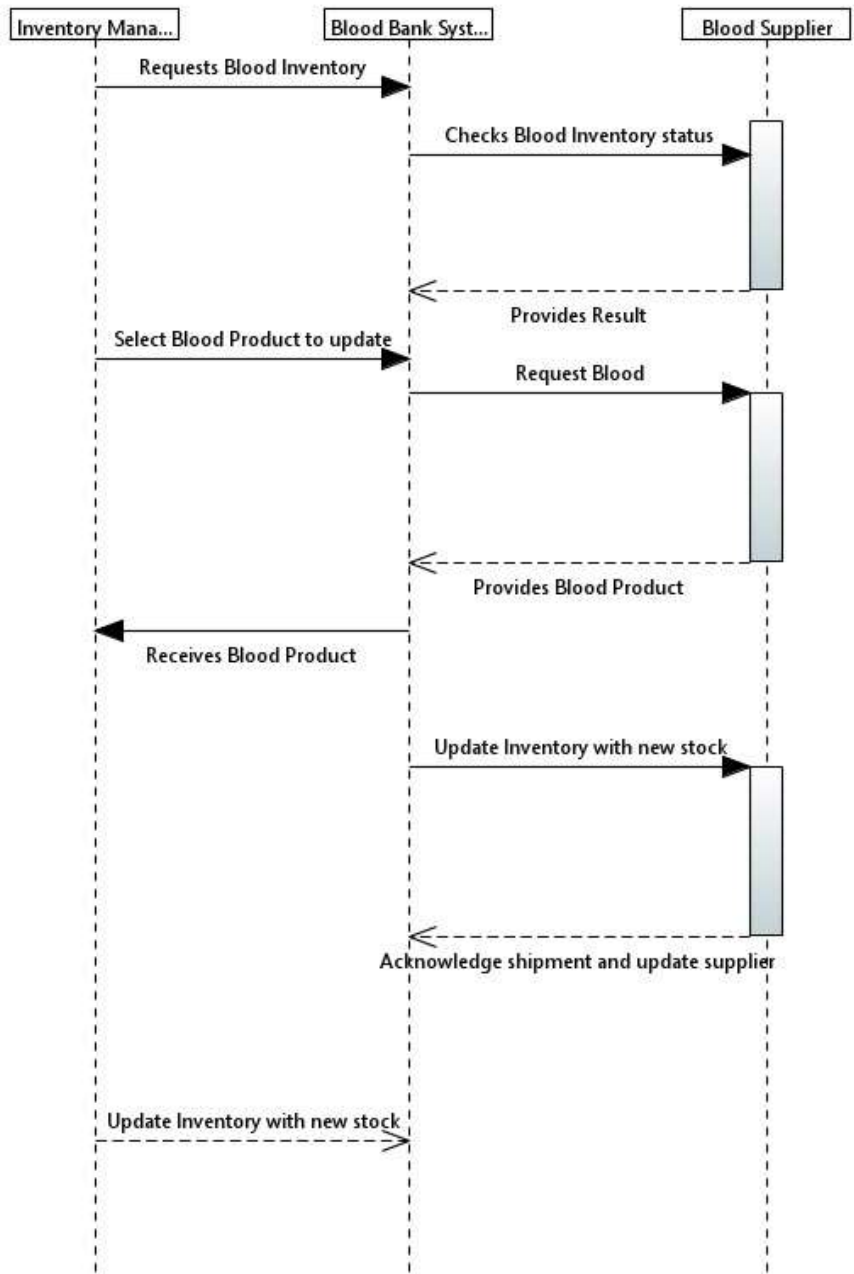 Inventory Mana...
Blood Bank Syst...
Blood Supplier
Requests Blood Inventory
Checks Blood Inventory status
Provides Result
Select Blood Product to update
Request Blood
Provides Blood Product
Receives Blood Product
Update Inventory with new stock
Acknowledge shipment and update supplier
Update Inventory with new stock